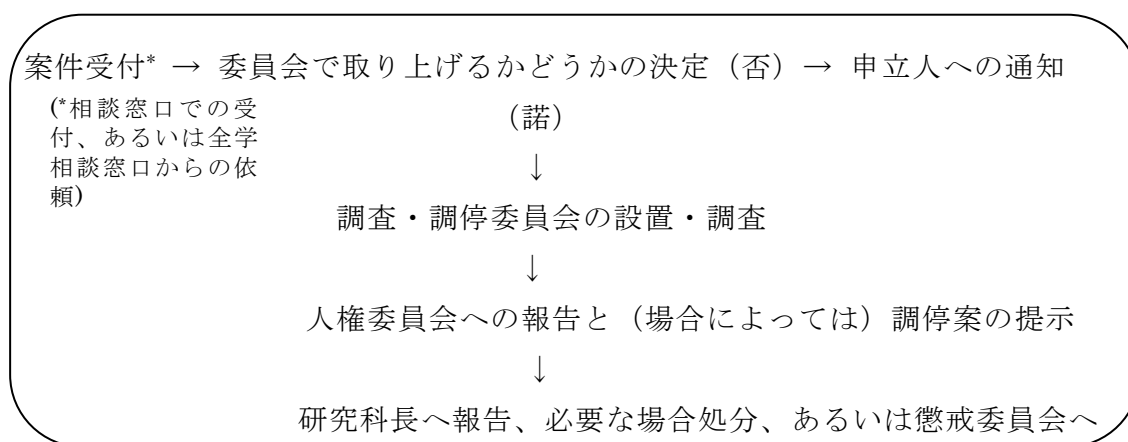 案件受付* → 委員会で取り上げるかどうかの決定（否）→ 申立人への通知
(*相談窓口での受
付、あるいは全学
相談窓口からの依
頼)
（諾）
↓
調査・調停委員会の設置・調査
↓
人権委員会への報告と（場合によっては）調停案の提示
↓
研究科長へ報告、必要な場合処分、あるいは懲戒委員会へ